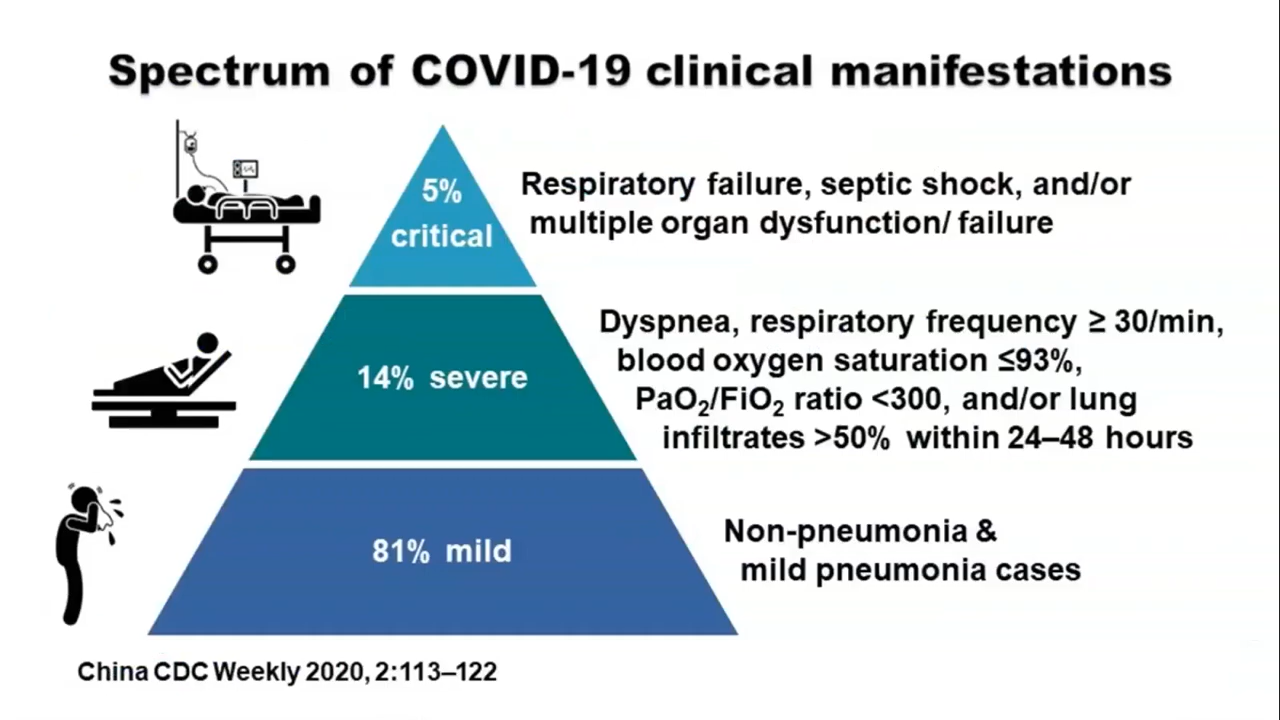 Spectrum of COVID-19 clinical manifestations
5%
critical
Respiratory failure, septic shock, and/or
multiple organ dysfunction/ failure
14% severe
Dyspnea, respiratory frequency ≥ 30/min,
blood oxygen saturation ≤93%,
PaO₂/FiO₂ ratio <300, and/or lung
infiltrates >50% within 24–48 hours
81% mild
Non-pneumonia &
mild pneumonia cases
China CDC Weekly 2020, 2:113–122